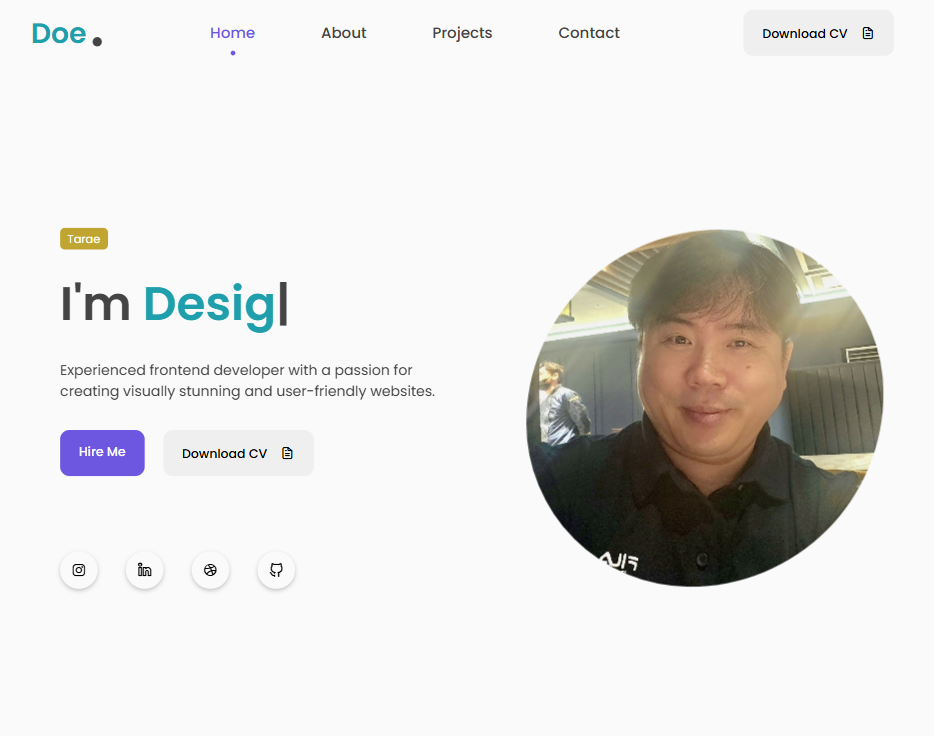 Doe .
Home
About
Projects
Contact
Download CV
Tarae
I'm Desig|
Experienced frontend developer with a passion for
creating visually stunning and user-friendly websites.
Hire Me
Download CV
FILA